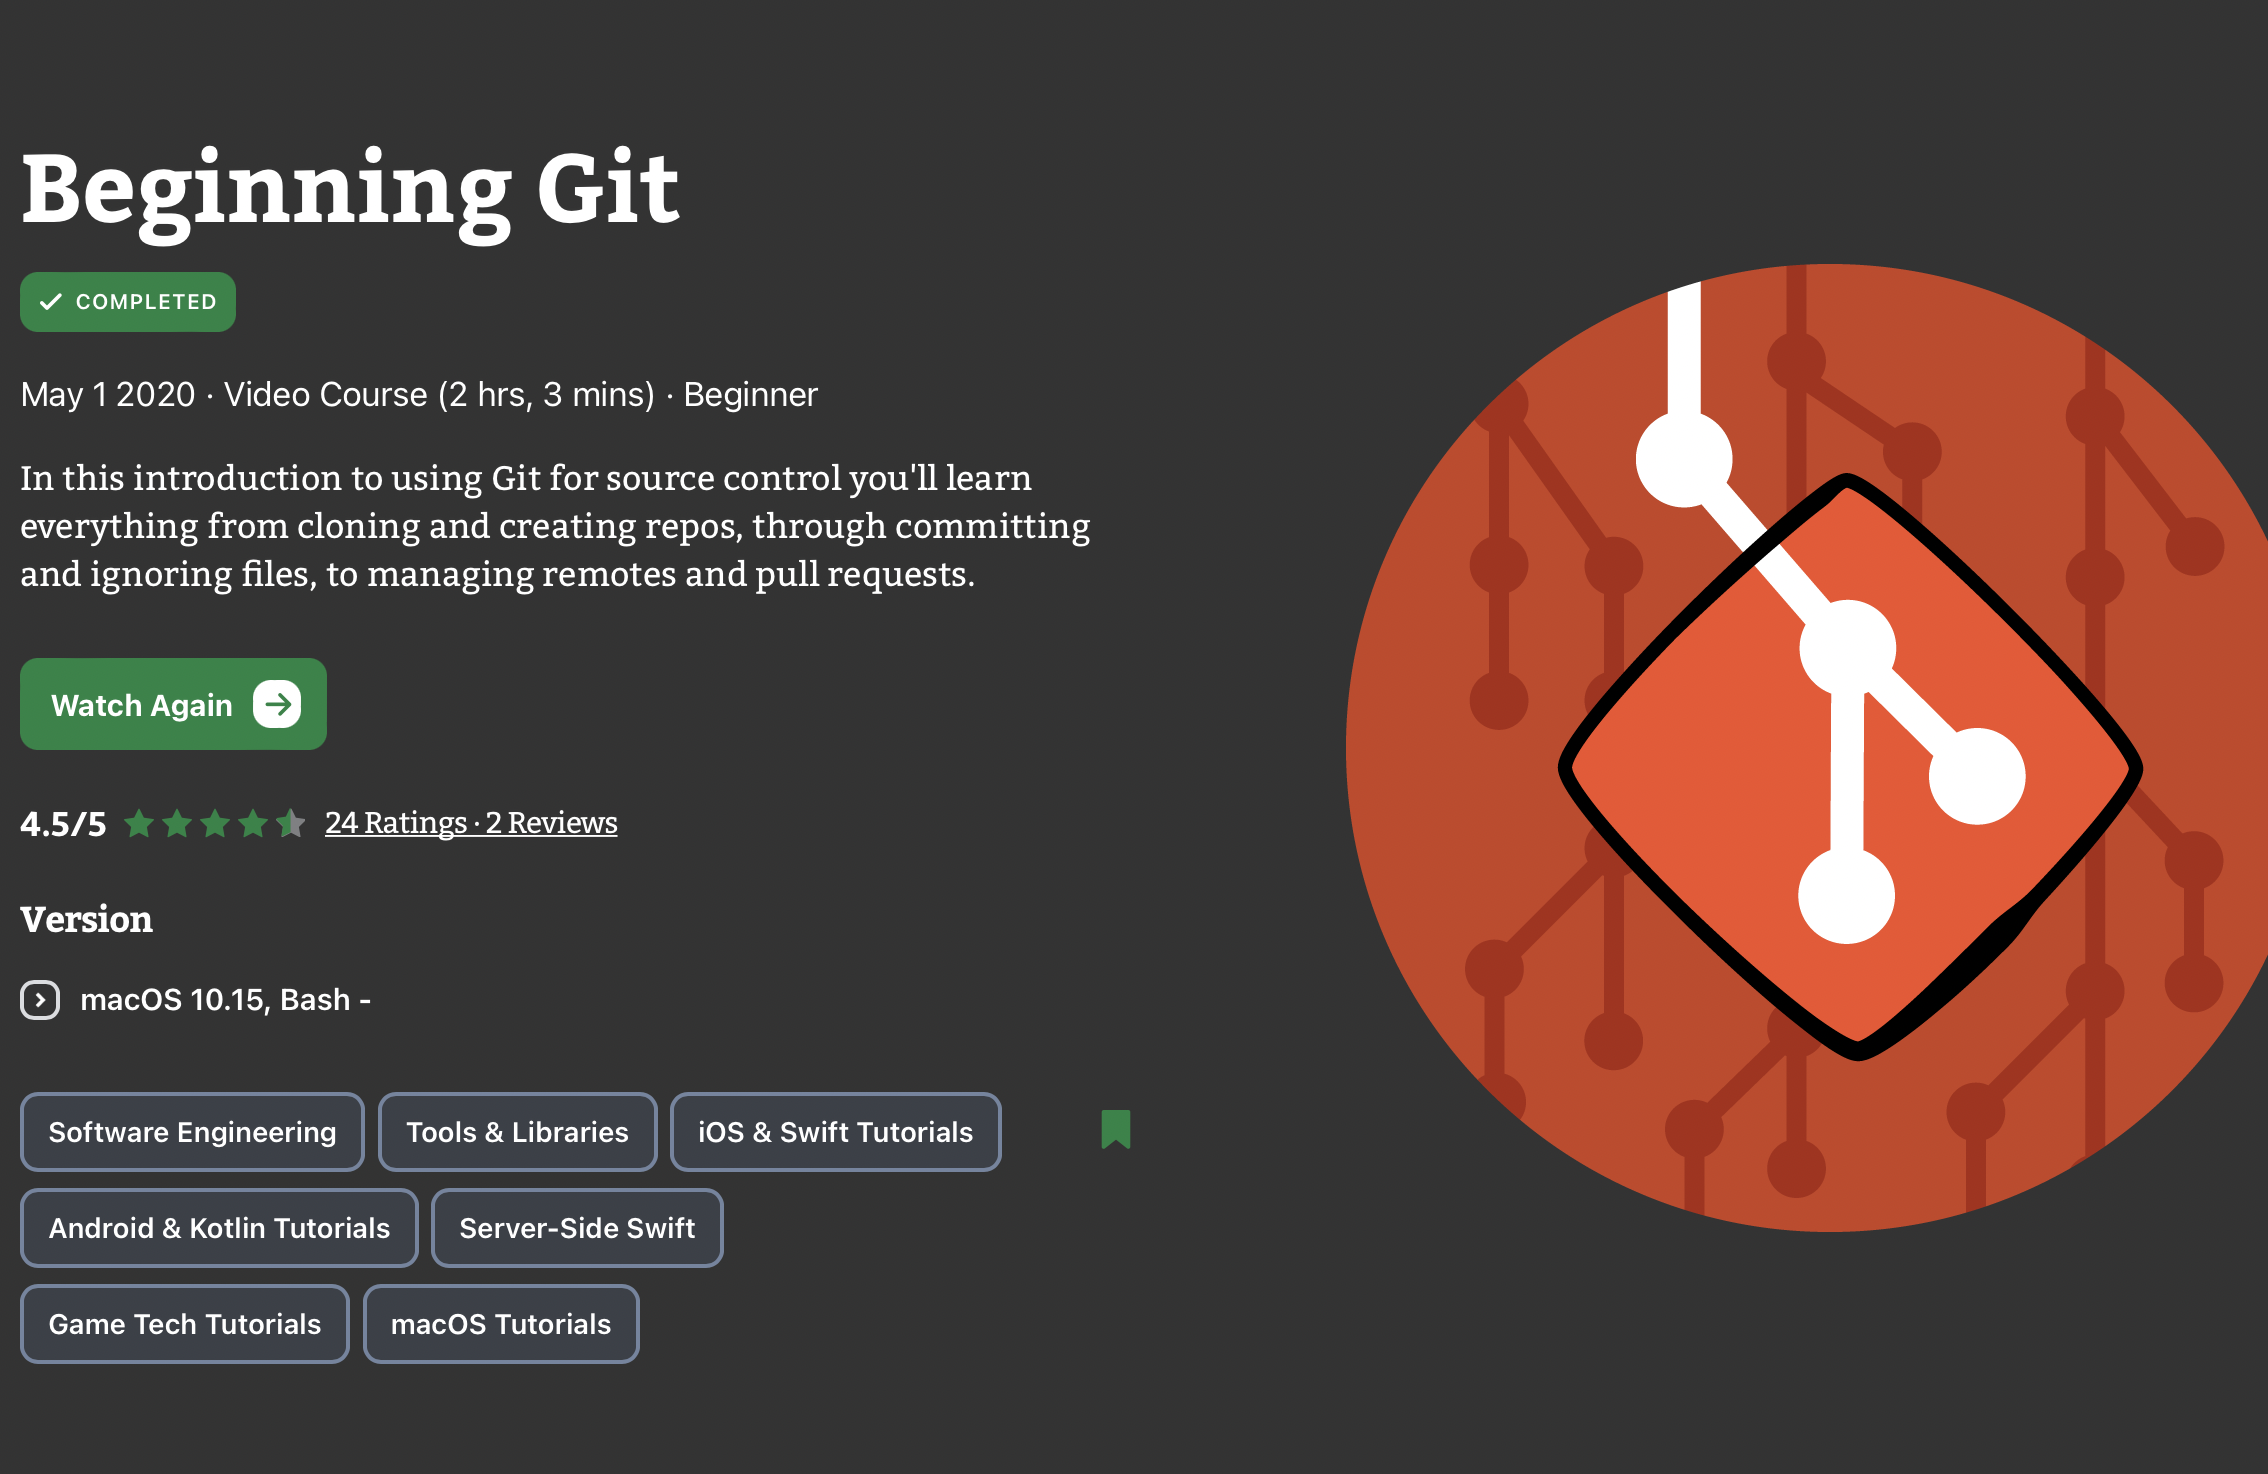 Beginning Git
COMPLETED
May 1 2020 · Video Course (2 hrs, 3 mins) · Beginner
In this introduction to using Git for source control you'll learn
everything from cloning and creating repos, through committing
and ignoring files, to managing remotes and pull requests.
Watch Again
4.5/5 24 Ratings · 2 Reviews
Version
macOS 10.15, Bash -
Software Engineering Tools & Libraries iOS & Swift Tutorials
Android & Kotlin Tutorials Server-Side Swift
Game Tech Tutorials macOS Tutorials